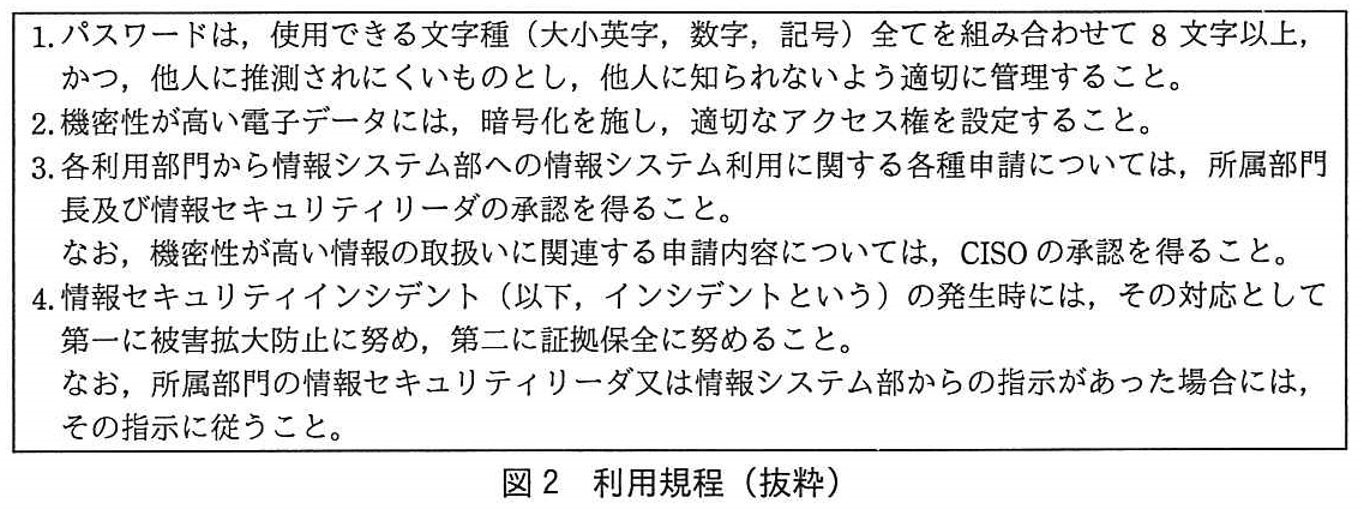 1. パスワードは，使用できる文字種（大小英字，数字，記号）全てを組み合わせて 8 文字以上，
かつ，他人に推測されにくいものとし，他人に知られないよう適切に管理すること。
2. 機密性が高い電子データには，暗号化を施し，適切なアクセス権を設定すること。
3. 各利用部門から情報システム部への情報システム利用に関する各種申請については，所属部門
長及び情報セキュリティリーダの承認を得ること。
なお，機密性が高い情報の取扱いに関連する申請内容については，CISO の承認を得ること。
4. 情報セキュリティインシデント（以下，インシデントという）の発生時には，その対応として
第一に被害拡大防止に努め，第二に証拠保全に努めること。
なお，所属部門の情報セキュリティリーダ又は情報システム部からの指示があった場合には，
その指示に従うこと。
図 2　利用規程（抜粋）